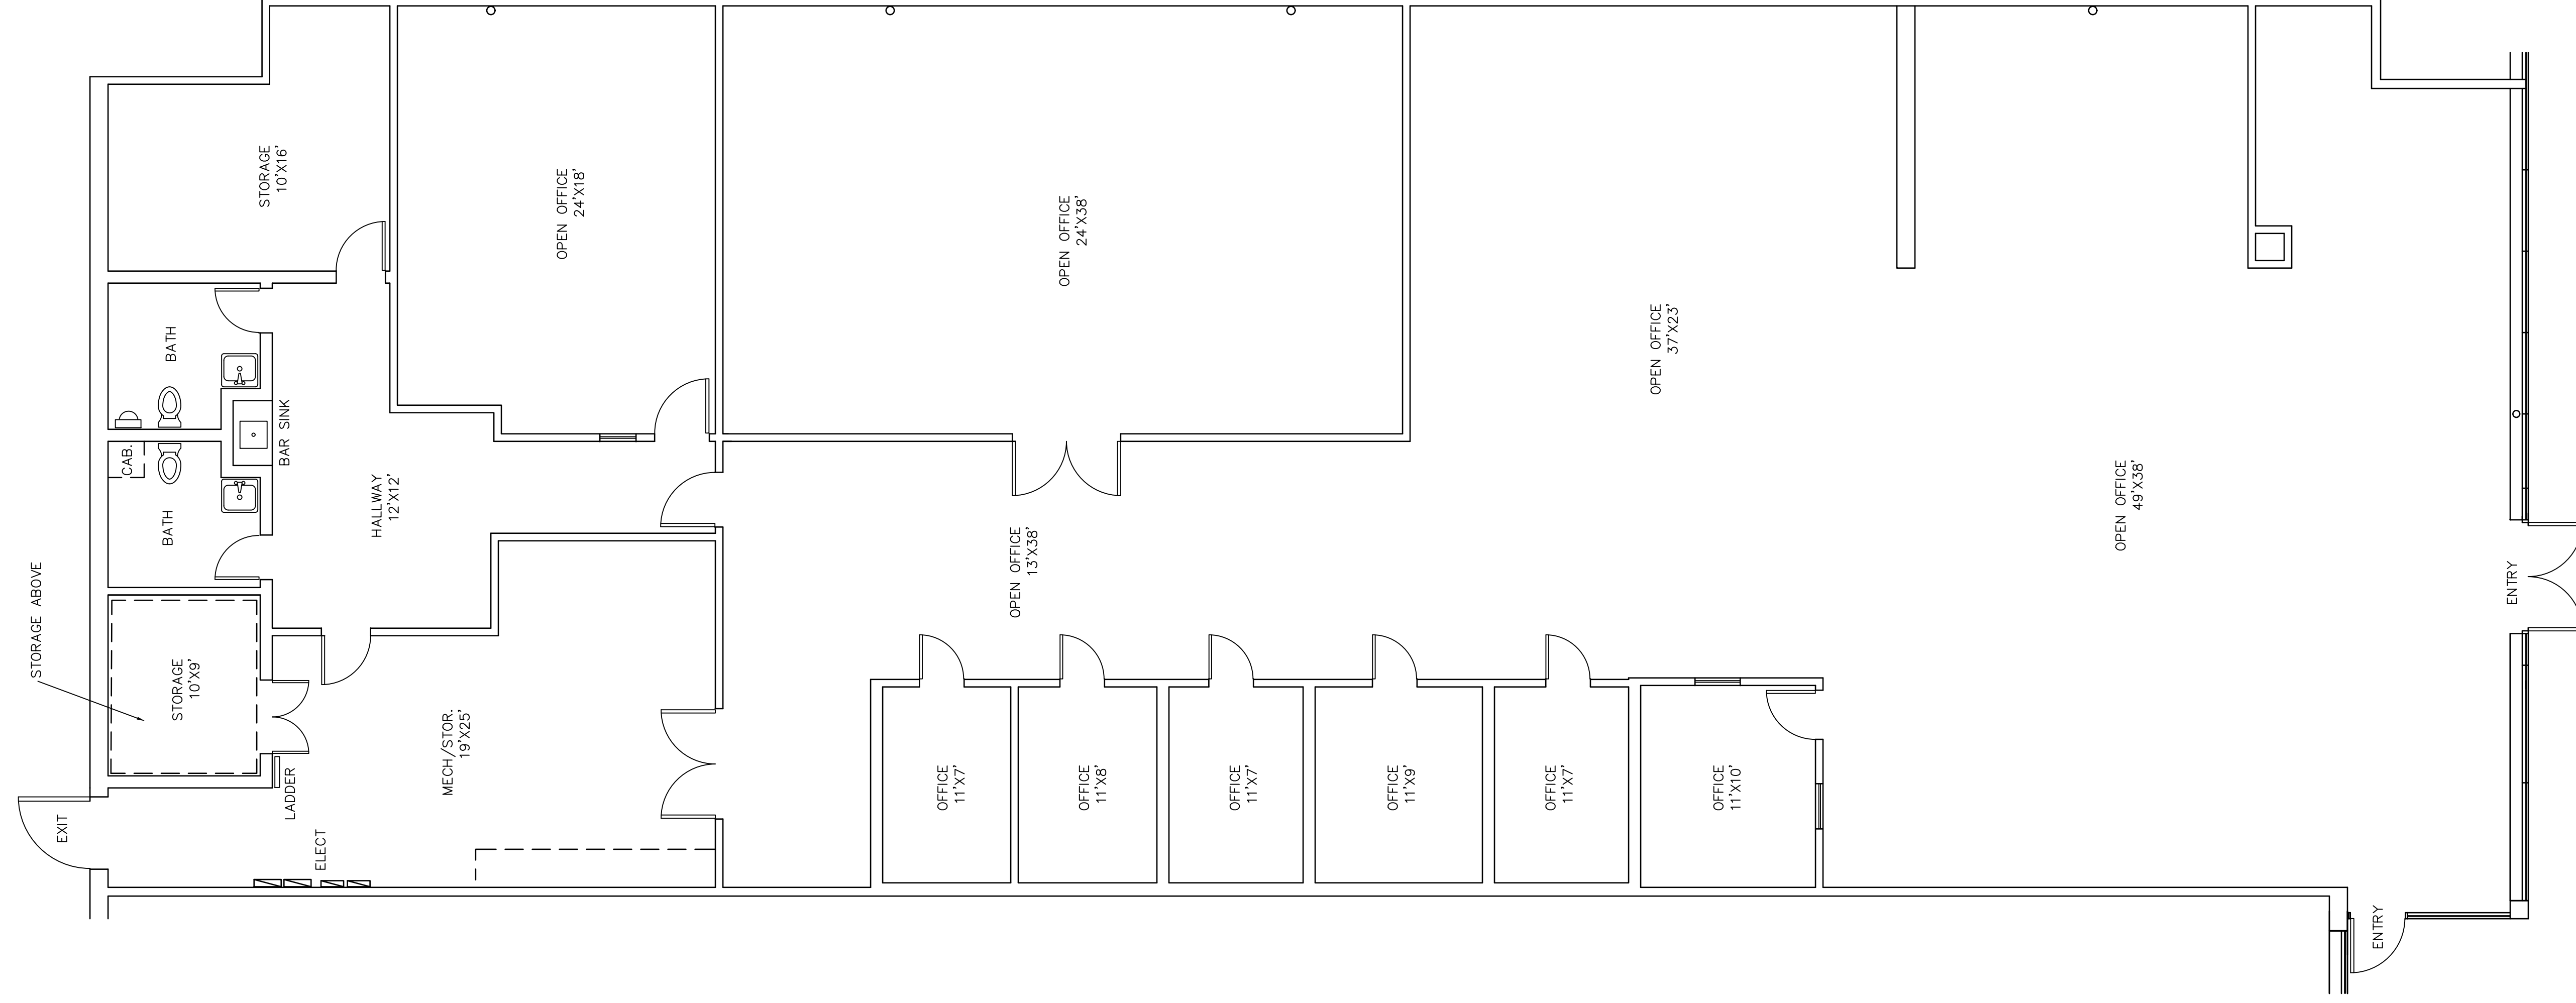 STORAGE
10'X16'
OPEN OFFICE
24'X18'
OPEN OFFICE
24'X38'
OPEN OFFICE
37'X23'
OPEN OFFICE
49'X38'
BATH
BAR SINK
CAB.
BATH
HALLWAY
12'X12'
OPEN OFFICE
13'X38'
ENTRY
STORAGE ABOVE
STORAGE
10'X9'
MECH/STOR.
19'X25'
LADDER
EXIT
ELECT
OFFICE
11'X7'
OFFICE
11'X8'
OFFICE
11'X7'
OFFICE
11'X9'
OFFICE
11'X7'
OFFICE
11'X10'
ENTRY